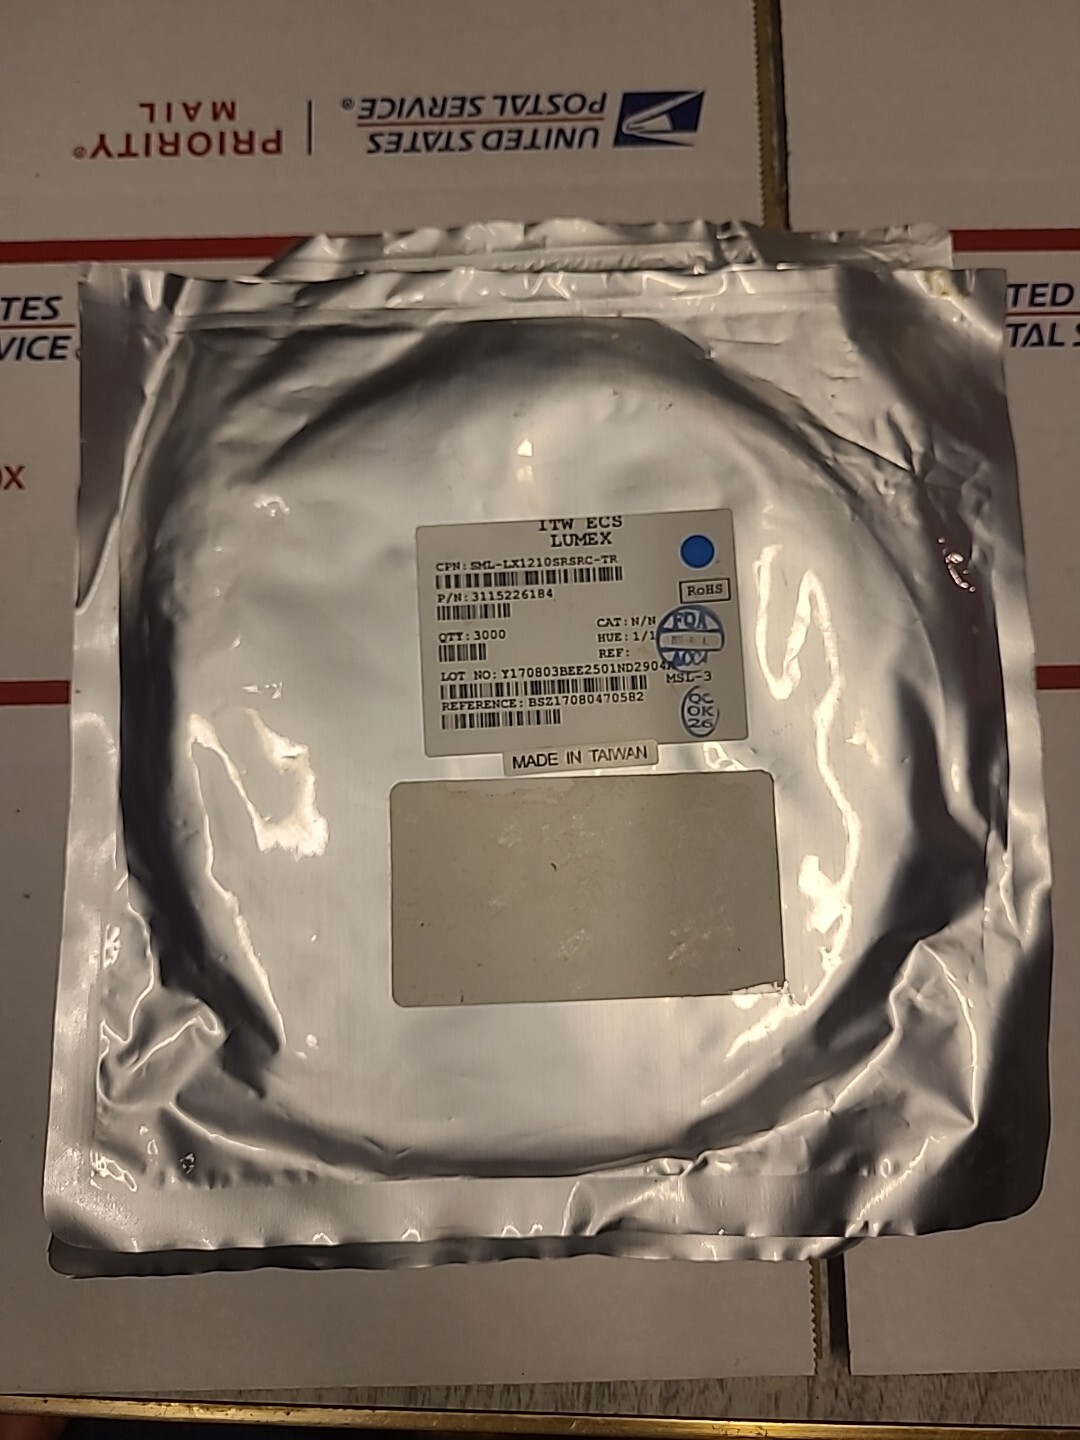 UNITED STATES
POSTAL SERVICE®
PRIORITY®
MAIL
TES
VICE
TED
TAL S
OX
ITW ECS
LUMEX
CPN: SML-LX1210SRSRC-TR
P/N: 3115226184
RoHS
QTY: 3000
CAT: N/N
HUE: 1/1
REF:
LOT NO: Y170803BEE2501ND2904
MSL-3
REFERENCE: BSZ17080470582
QC
OK
26
MADE IN TAIWAN